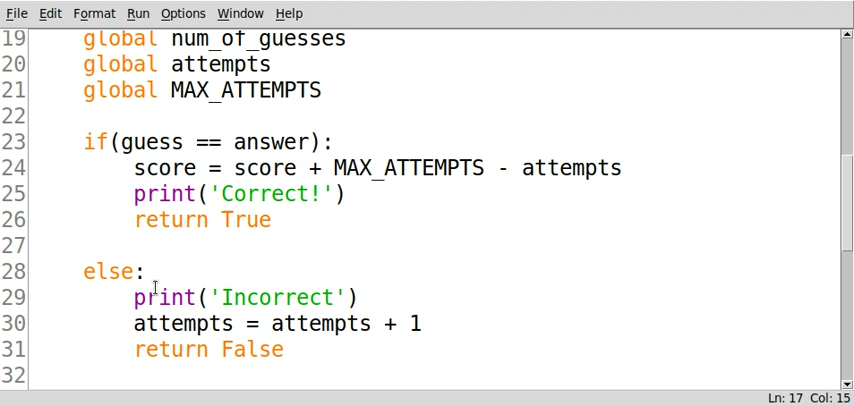 File Edit Format Run Options Window Help
19 global num_of_guesses
20 global attempts
21 global MAX_ATTEMPTS
22
23 if(guess == answer):
24 score = score + MAX_ATTEMPTS - attempts
25 print('Correct!')
26 return True
27
28 else:
29 print('Incorrect')
30 attempts = attempts + 1
31 return False
32
Ln: 17 Col: 15